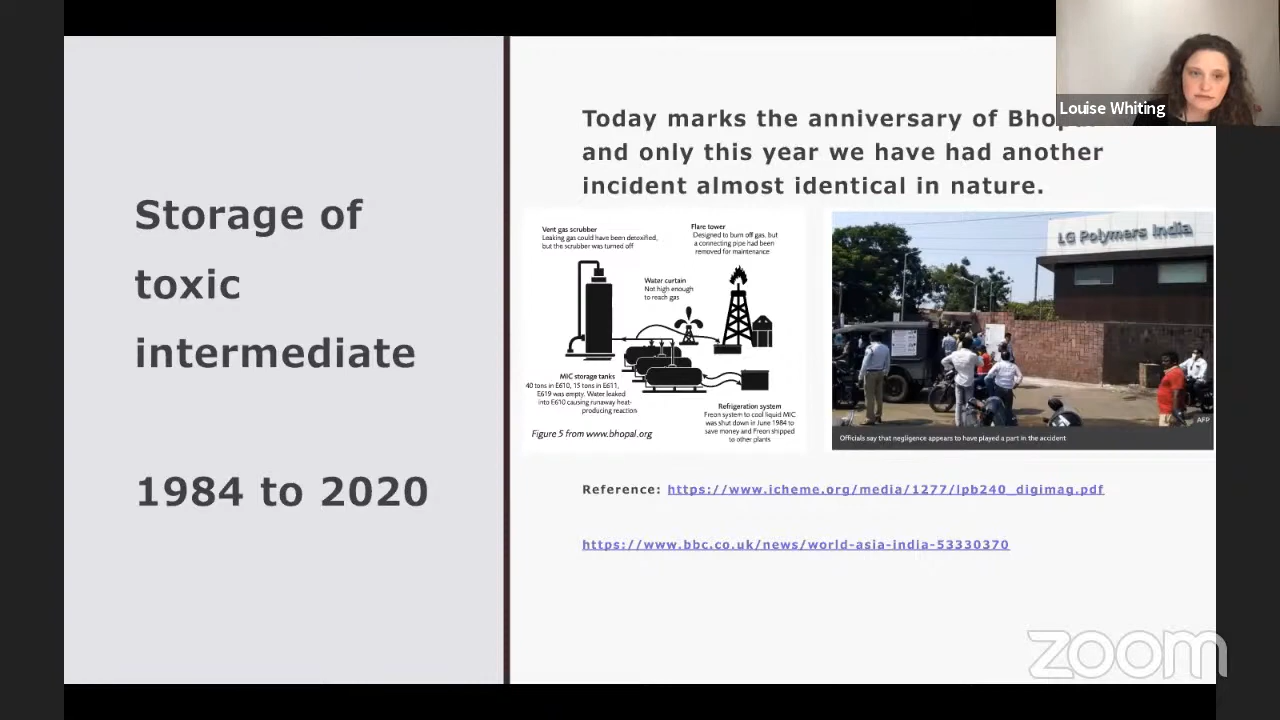 Louise Whiting
Storage of
toxic
intermediate
1984 to 2020
Today marks the anniversary of
and only this year we have had another
incident almost identical in nature.
Vent gas scrubber
Leaking gas could have been detoxified,
but the scrubber was turned off
Flare tower
Designed to burn off gas, but
a connecting pipe had been
removed for maintenance
Water curtain
Not high enough
to reach gas
MIC storage tanks
40 tons in E610, 15 tons in E611,
E619 was empty. Water leaked
into E610 causing runaway heat-
producing reaction
Refrigeration system
Freon system to cool liquid MIC
was shut down in June 1984 to
save money and Freon shipped
to other plants
Figure 5 from www.bhopal.org
LG Polymers India
AFP
Officials say that negligence appears to have played a part in the accident
Reference: https://www.icheme.org/media/1277/lpb240_digimag.pdf
https://www.bbc.co.uk/news/world-asia-india-53330370
zoom